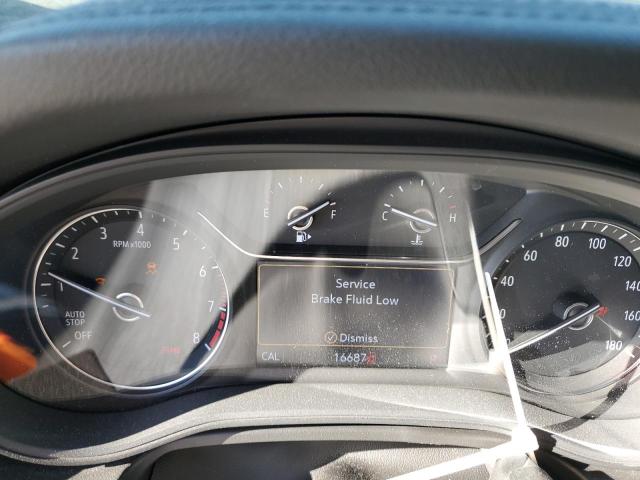 E F
C H
3 4 5
RPM x1000
2 6
1 7
AUTO
STOP
OFF
8
Service
Brake Fluid Low
Dismiss
CAL 16687
60 80 100
120
40 140
160
180